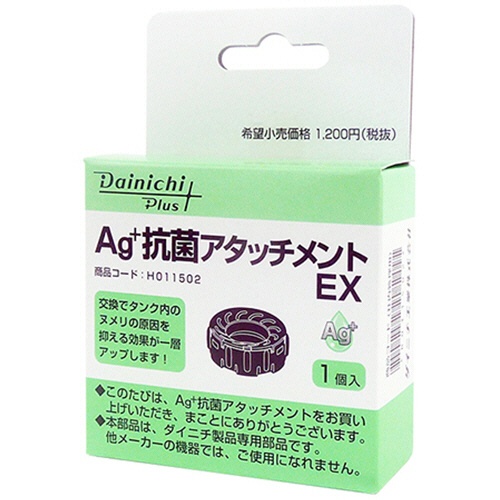 希望小売価格 1,200円(税抜)
Dainichi
Plus+
Ag⁺抗菌アタッチメント
EX
商品コード:H011502
交換でタンク内の
ヌメリの原因を
抑える効果が一層
アップします!
Ag⁺
1個入
◆このたびは、Ag⁺抗菌アタッチメントをお買い
上げいただき、まことにありがとうございます。
◆本部品は、ダイニチ製品専用部品です。
他メーカーの機器では、ご使用になれません。